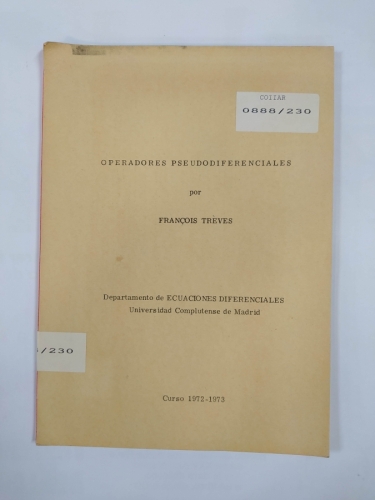 COIIAR
0888/230
OPERADORES PSEUDODIFERENCIALES
por
FRANÇOIS TRÈVES
Departamento de ECUACIONES DIFERENCIALES
Universidad Complutense de Madrid
/230
Curso 1972-1973